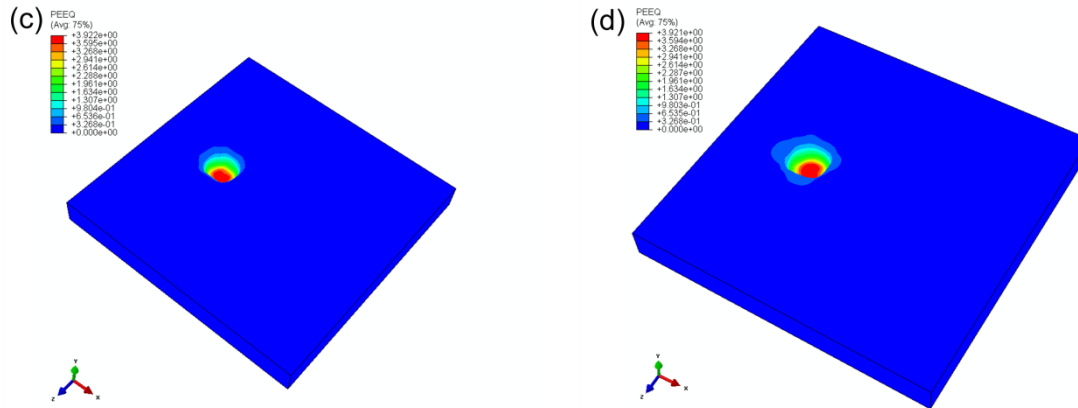 (c)
PEEQ
(Avg: 75%)
+3.922e+00
+3.595e+00
+3.268e+00
+2.941e+00
+2.614e+00
+2.288e+00
+1.961e+00
+1.634e+00
+1.307e+00
+9.804e-01
+6.536e-01
+3.268e-01
+0.000e+00
Y
Z
X
(d)
PEEQ
(Avg: 75%)
+3.921e+00
+3.594e+00
+3.268e+00
+2.941e+00
+2.614e+00
+2.287e+00
+1.961e+00
+1.634e+00
+1.307e+00
+9.803e-01
+6.535e-01
+3.268e-01
+0.000e+00
Y
Z
X